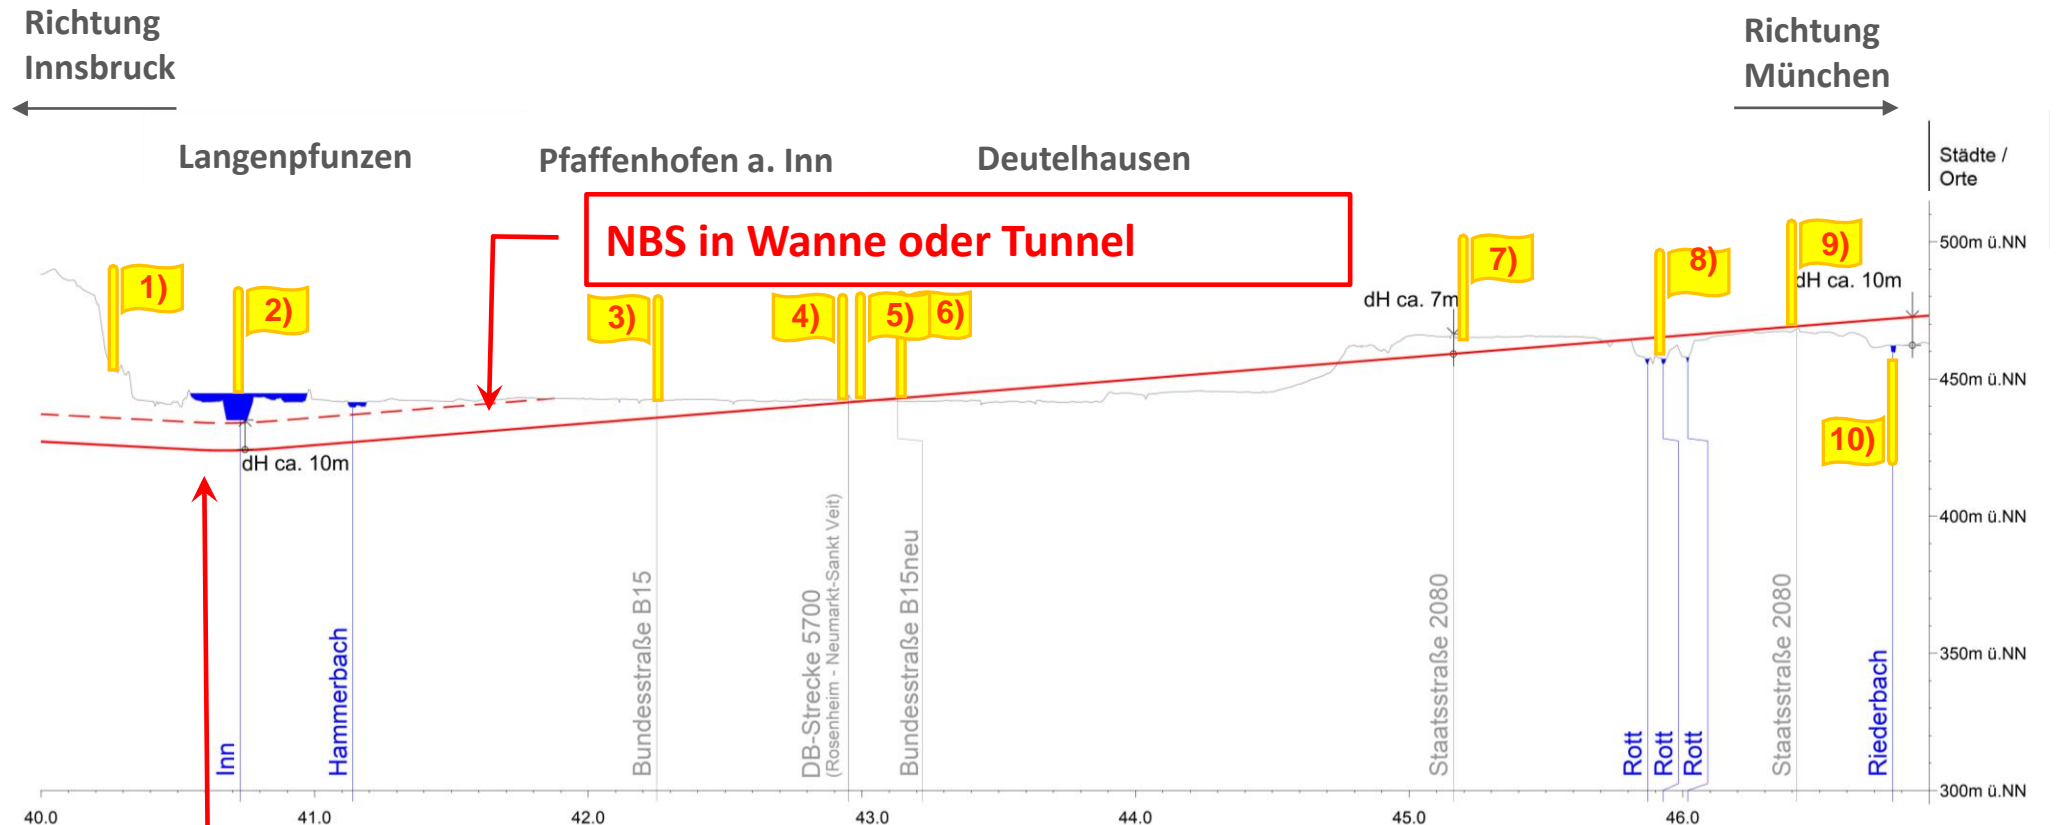 Richtung
Innsbruck
Richtung
München
Langenpfunzen
Pfaffenhofen a. Inn
Deutelhausen
Städte /
Orte
NBS in Wanne oder Tunnel
500m ü.NN
450m ü.NN
400m ü.NN
350m ü.NN
300m ü.NN
1)
2)
3)
4)
5)
6)
7)
8)
9)
10)
dH ca. 7m
dH ca. 10m
dH ca. 10m
Inn
Hammerbach
Bundesstraße B15
DB-Strecke 5700
(Rosenheim - Neumarkt-Sankt Veit)
Bundesstraße B15neu
Staatsstraße 2080
Rott
Rott
Rott
Staatsstraße 2080
Riederbach
40.0
41.0
42.0
43.0
44.0
45.0
46.0